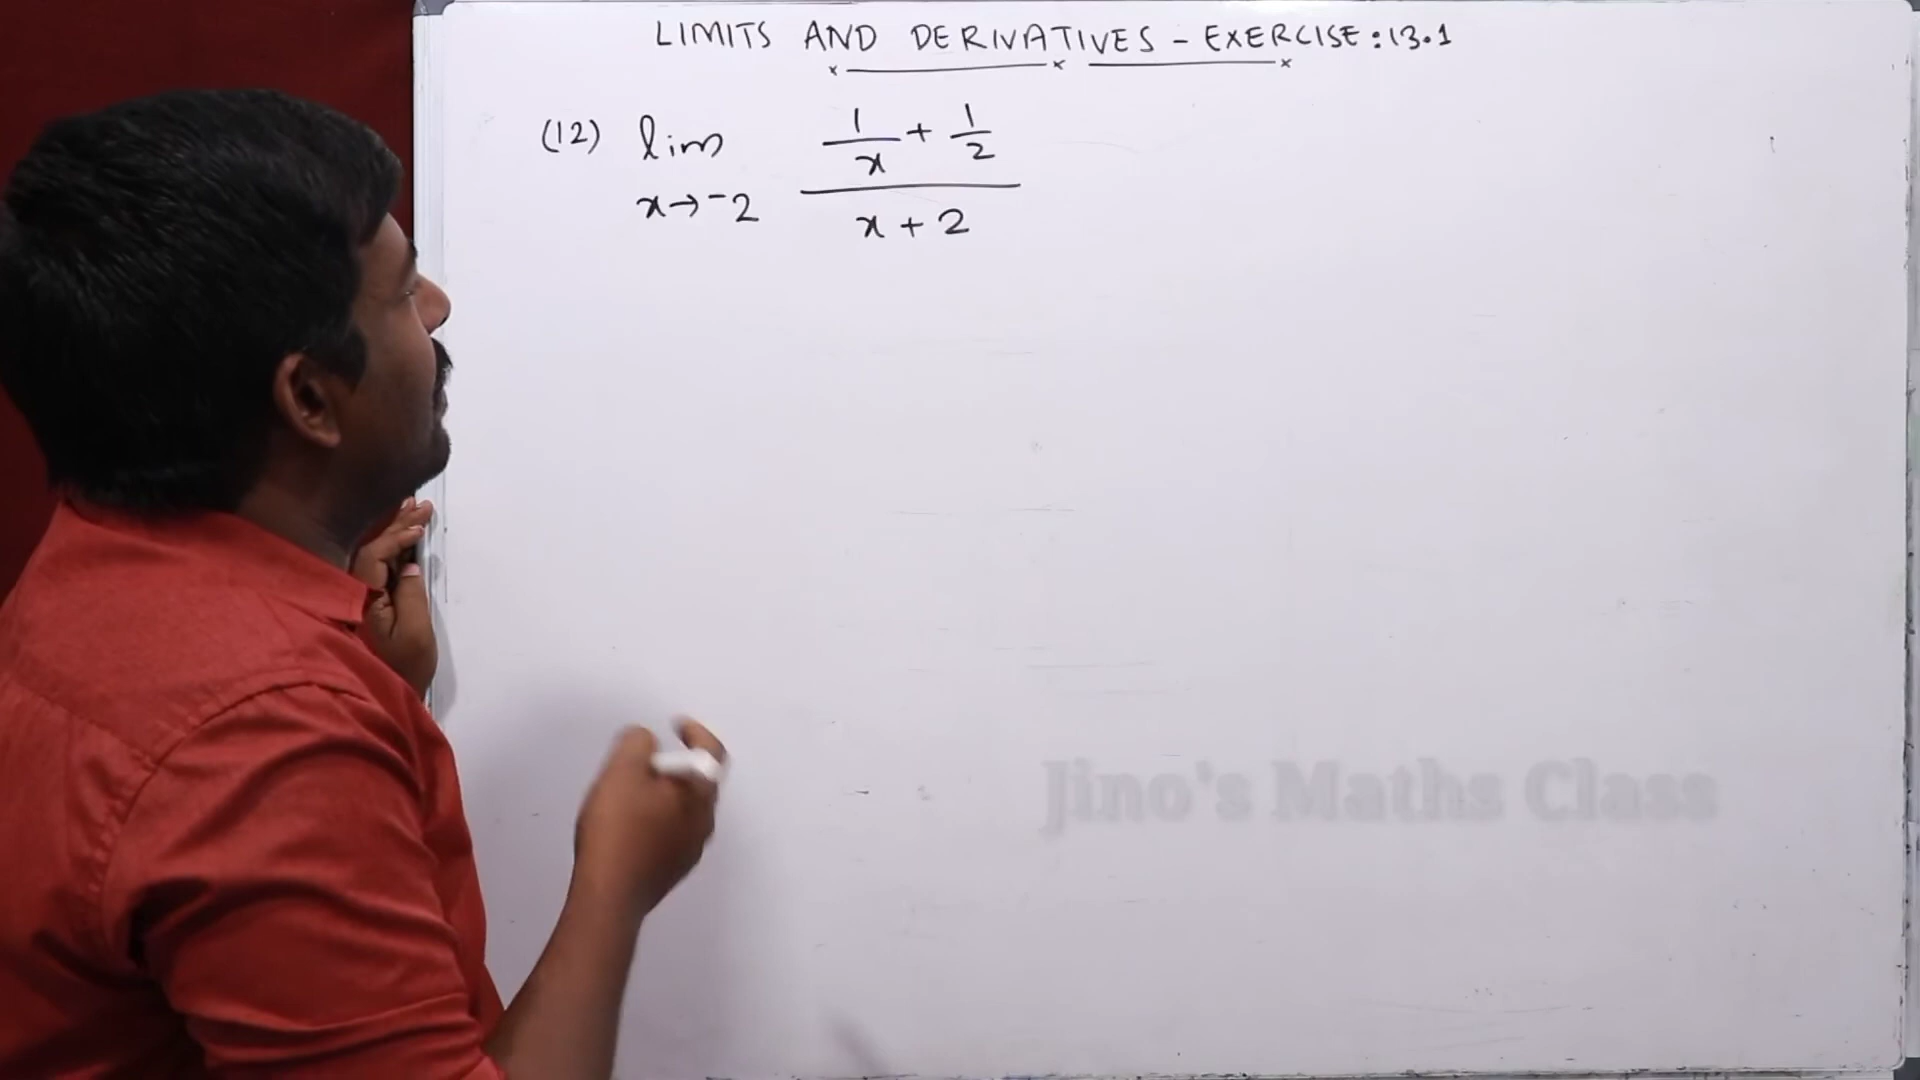 LIMITS AND DERIVATIVES - EXERCISE: 13.1
(12) lim x→-2 (1/x + 1/2) / (x + 2)
Jino's Maths Class